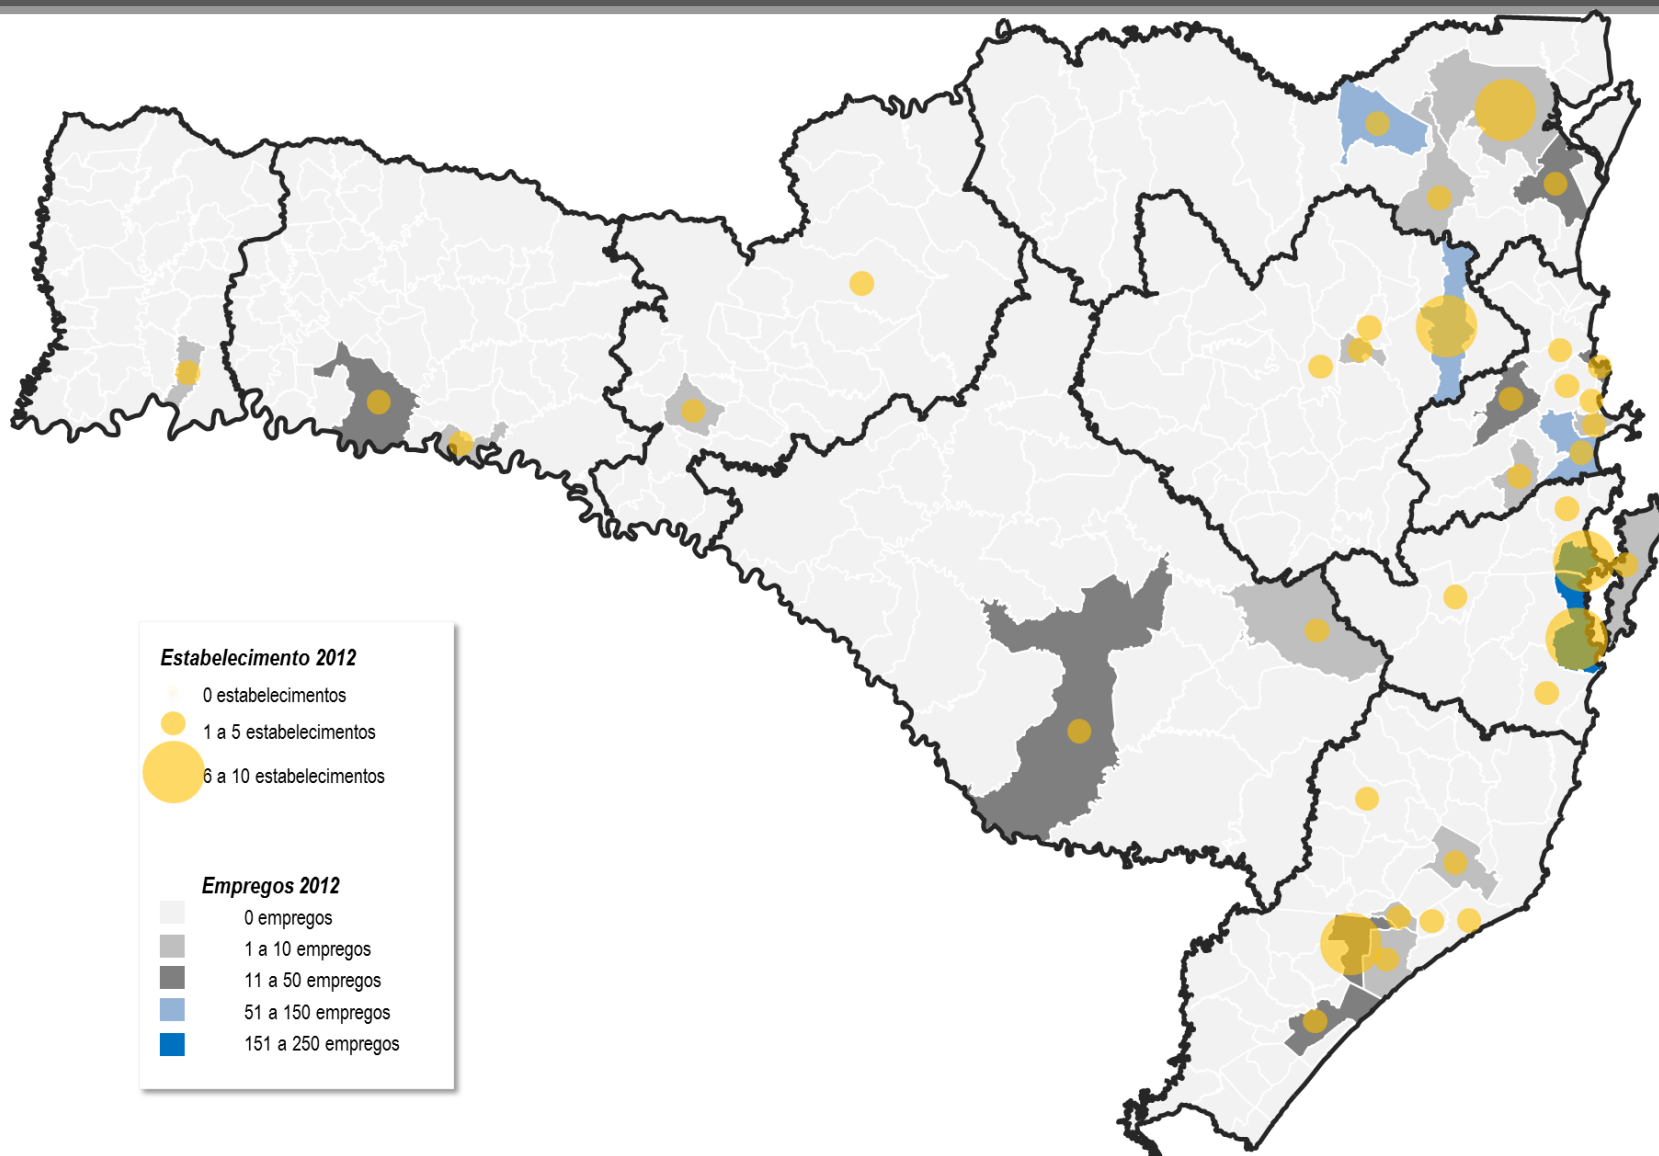 Estabelecimento 2012
0 estabelecimentos
1 a 5 estabelecimentos
6 a 10 estabelecimentos
Empregos 2012
0 empregos
1 a 10 empregos
11 a 50 empregos
51 a 150 empregos
151 a 250 empregos